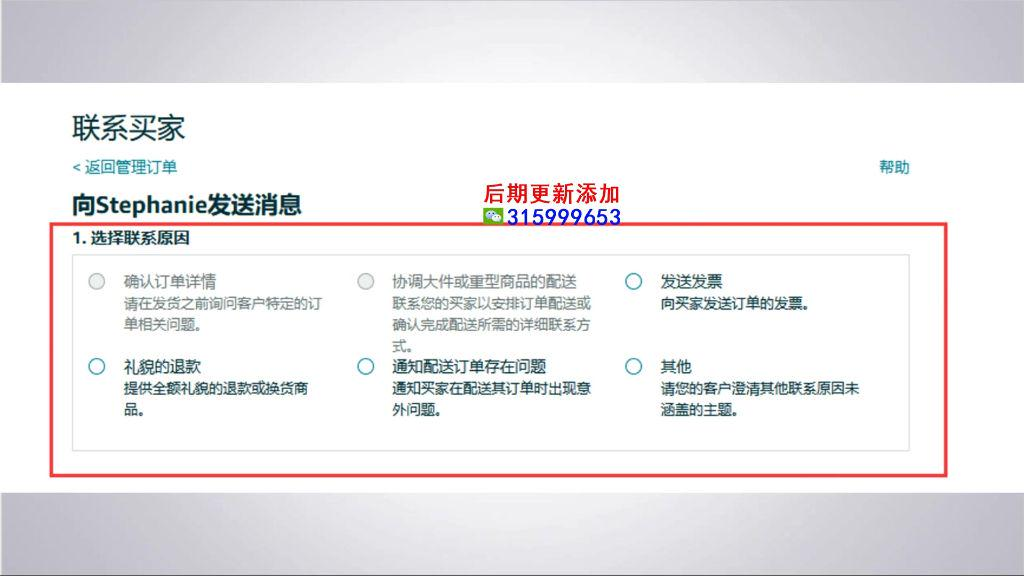 联系买家
< 返回管理订单
帮助
向Stephanie发送消息
后期更新添加
315999653
1. 选择联系原因
确认订单详情
请在发货之前询问客户特定的订
单相关问题。
协调大件或重型商品的配送
联系您的买家以安排订单配送或
确认完成配送所需的详细联系方
式。
发送发票
向买家发送订单的发票。
礼貌的退款
提供全额礼貌的退款或换货商
品。
通知配送订单存在问题
通知买家在配送其订单时出现意
外问题。
其他
请您的客户澄清其他联系原因未
涵盖的主题。